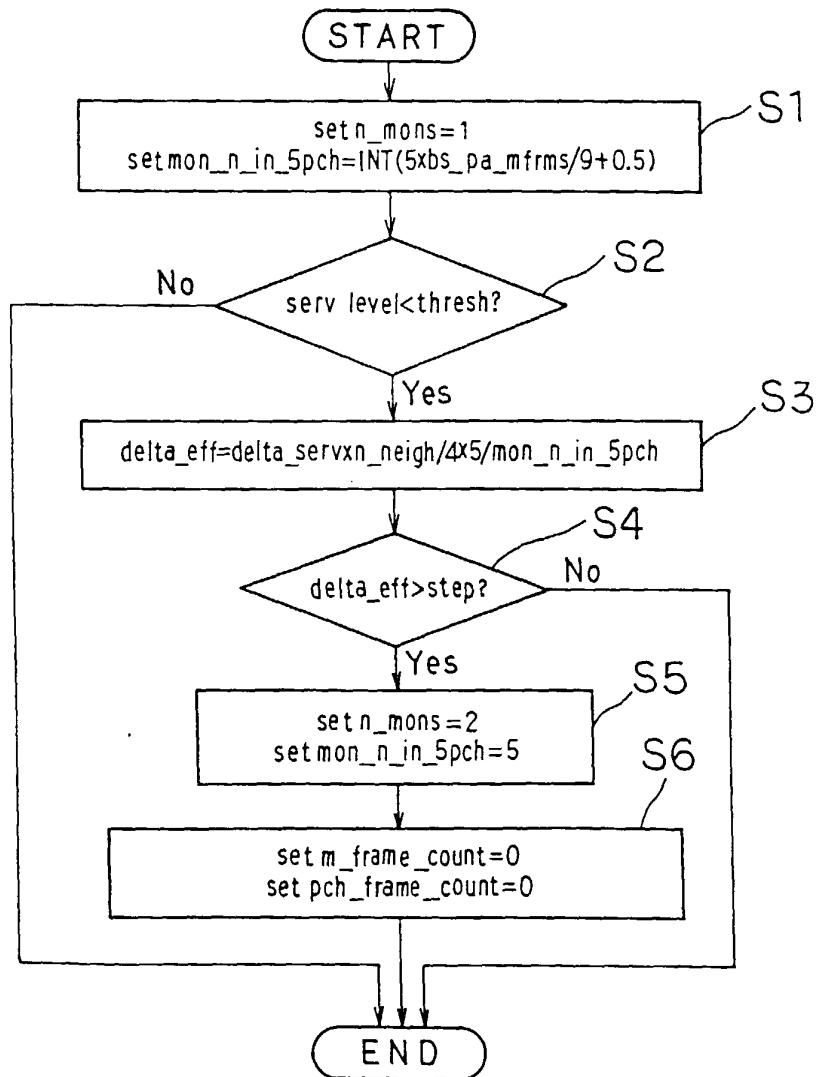 START
S1
set n_mons=1
set mon_n_in_5pch=INT(5xbs_pa_mfrms/9+0.5)
S2
No
serv level<thresh?
Yes
S3
delta_eff=delta_servxn_neigh/4x5/mon_n_in_5pch
S4
No
delta_eff>step?
Yes
S5
set n_mons=2
set mon_n_in_5pch=5
S6
set m_frame_count=0
set pch_frame_count=0
END